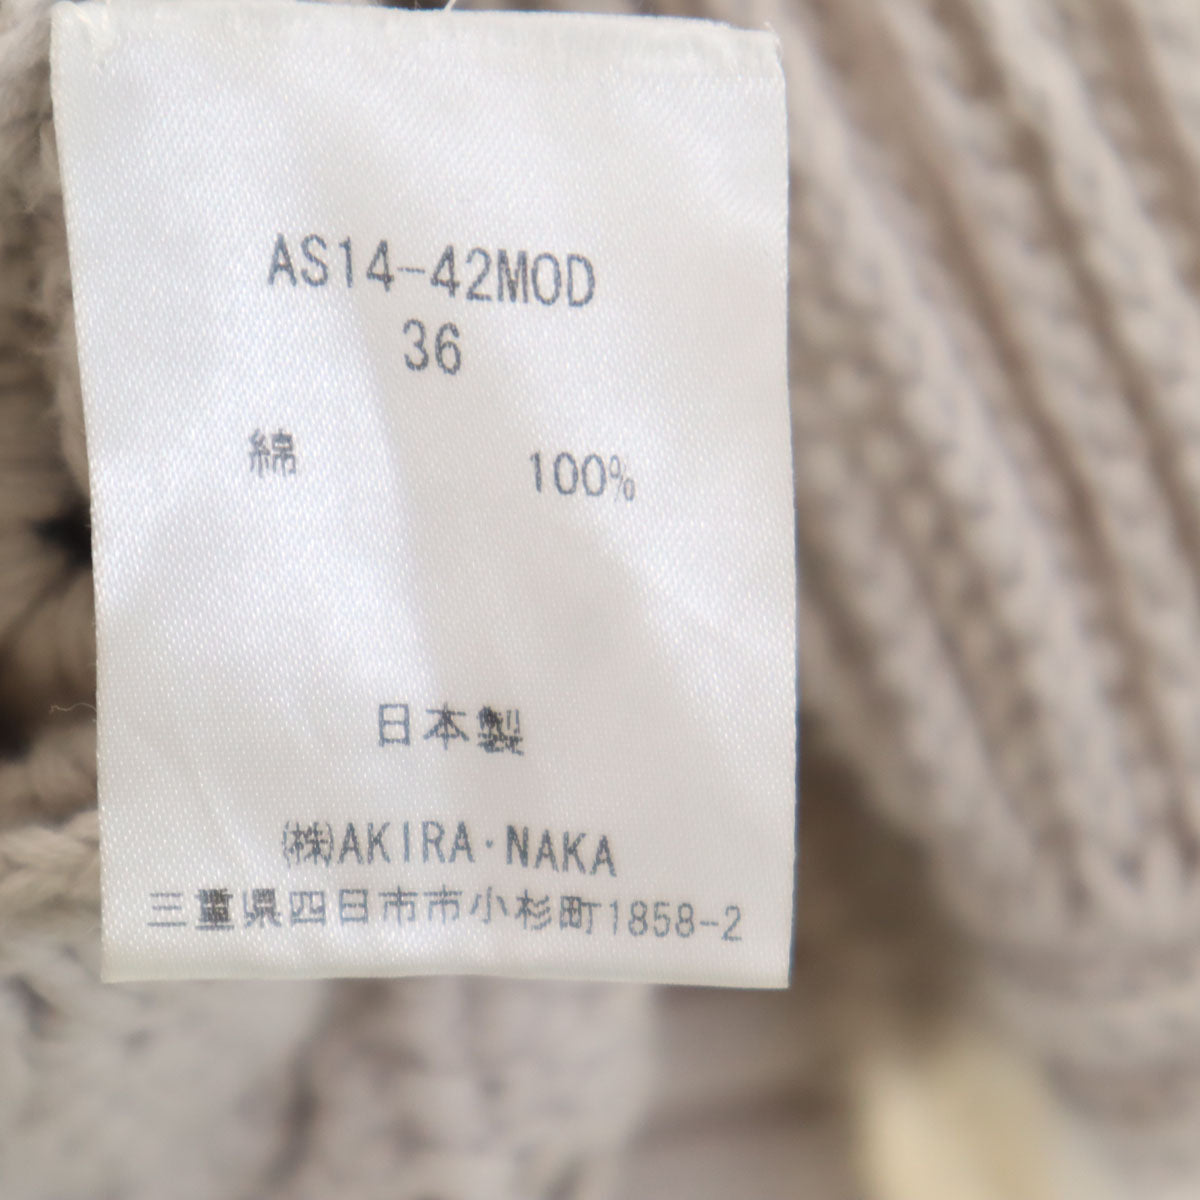 AS14-42MOD
36
綿 100%
日本製
㈱AKIRA・NAKA
三重県四日市市小杉町1858-2